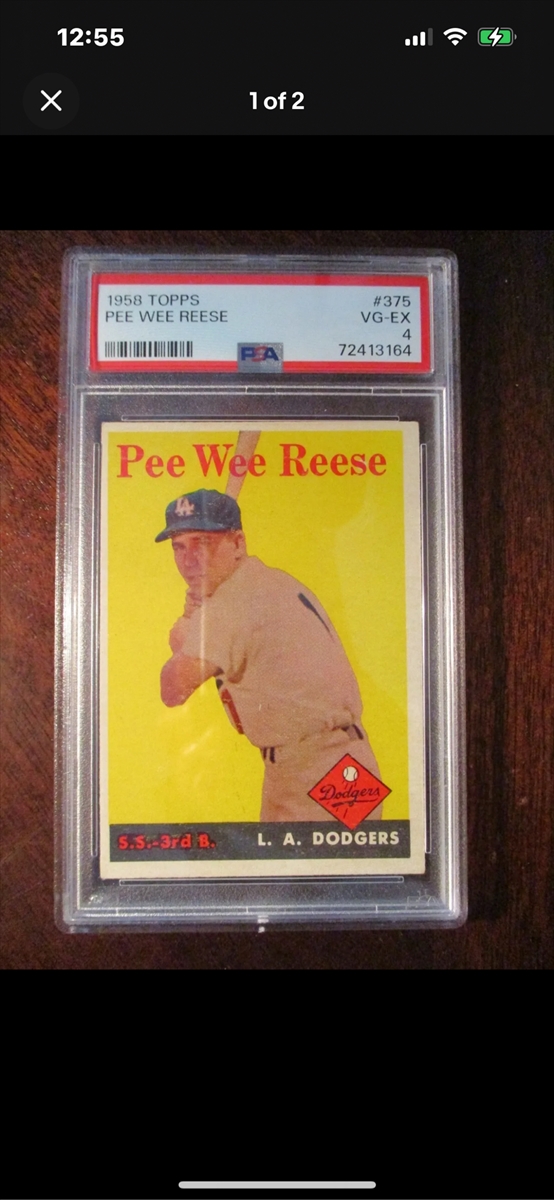 12:55
1 of 2
1958 TOPPS #375
PEE WEE REESE VG-EX
4
PSA 72413164
Pee Wee Reese
LA
Dodgers
S.S.-3rd B. L. A. DODGERS